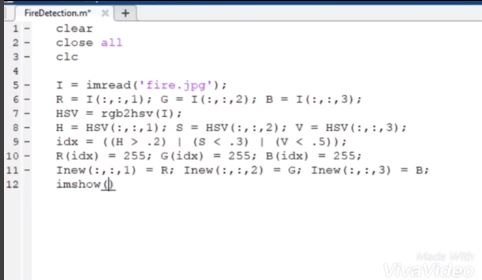 FireDetection.m* × +
1 - clear
2 - close all
3 - clc
4
5 - I = imread('fire.jpg');
6 - R = I(:,:,1); G = I(:,:,2); B = I(:,:,3);
7 - HSV = rgb2hsv(I);
8 - H = HSV(:,:,1); S = HSV(:,:,2); V = HSV(:,:,3);
9 - idx = ((H > .2) | (S < .3) | (V < .5));
10 - R(idx) = 255; G(idx) = 255; B(idx) = 255;
11 - Inew(:,:,1) = R; Inew(:,:,2) = G; Inew(:,:,3) = B;
12 imshow()
Made With
VivaVideo